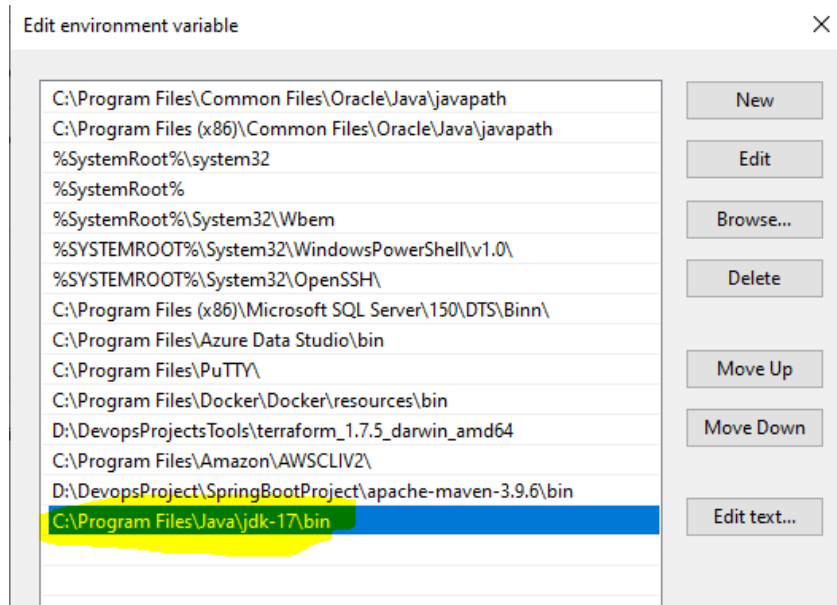 Edit environment variable
C:\Program Files\Common Files\Oracle\Java\javapath
C:\Program Files (x86)\Common Files\Oracle\Java\javapath
%SystemRoot%\system32
%SystemRoot%
%SystemRoot%\System32\Wbem
%SYSTEMROOT%\System32\WindowsPowerShell\v1.0\
%SYSTEMROOT%\System32\OpenSSH\
C:\Program Files (x86)\Microsoft SQL Server\150\DTS\Binn\
C:\Program Files\Azure Data Studio\bin
C:\Program Files\PuTTY\
C:\Program Files\Docker\Docker\resources\bin
D:\DevopsProjectsTools\terraform_1.7.5_darwin_amd64
C:\Program Files\Amazon\AWSCLIV2\
D:\DevopsProject\SpringBootProject\apache-maven-3.9.6\bin
C:\Program Files\Java\jdk-17\bin
New
Edit
Browse...
Delete
Move Up
Move Down
Edit text...